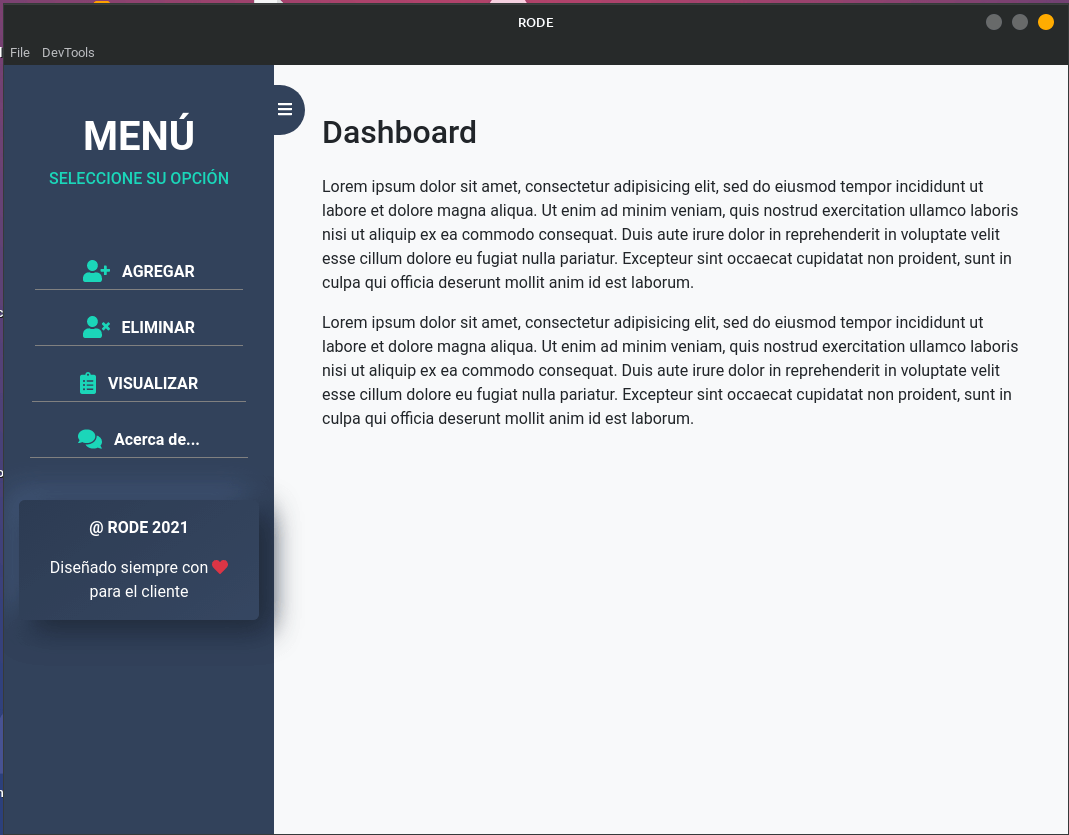 RODE
File DevTools
MENÚ
SELECCIONE SU OPCIÓN
AGREGAR
ELIMINAR
VISUALIZAR
Acerca de...
@ RODE 2021
Diseñado siempre con
para el cliente
Dashboard
Lorem ipsum dolor sit amet, consectetur adipisicing elit, sed do eiusmod tempor incididunt ut
labore et dolore magna aliqua. Ut enim ad minim veniam, quis nostrud exercitation ullamco laboris
nisi ut aliquip ex ea commodo consequat. Duis aute irure dolor in reprehenderit in voluptate velit
esse cillum dolore eu fugiat nulla pariatur. Excepteur sint occaecat cupidatat non proident, sunt in
culpa qui officia deserunt mollit anim id est laborum.
Lorem ipsum dolor sit amet, consectetur adipisicing elit, sed do eiusmod tempor incididunt ut
labore et dolore magna aliqua. Ut enim ad minim veniam, quis nostrud exercitation ullamco laboris
nisi ut aliquip ex ea commodo consequat. Duis aute irure dolor in reprehenderit in voluptate velit
esse cillum dolore eu fugiat nulla pariatur. Excepteur sint occaecat cupidatat non proident, sunt in
culpa qui officia deserunt mollit anim id est laborum.